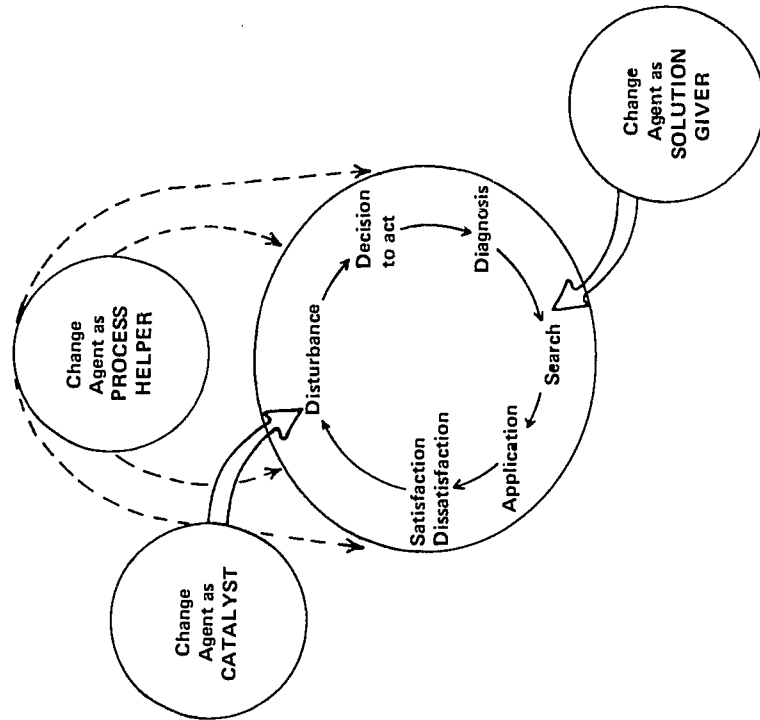 Change
Agent as
PROCESS
HELPER
Change
Agent as
CATALYST
Disturbance
Decision
to act
Diagnosis
Search
Application
Satisfaction
Dissatisfaction
Change
Agent as
SOLUTION
GIVER